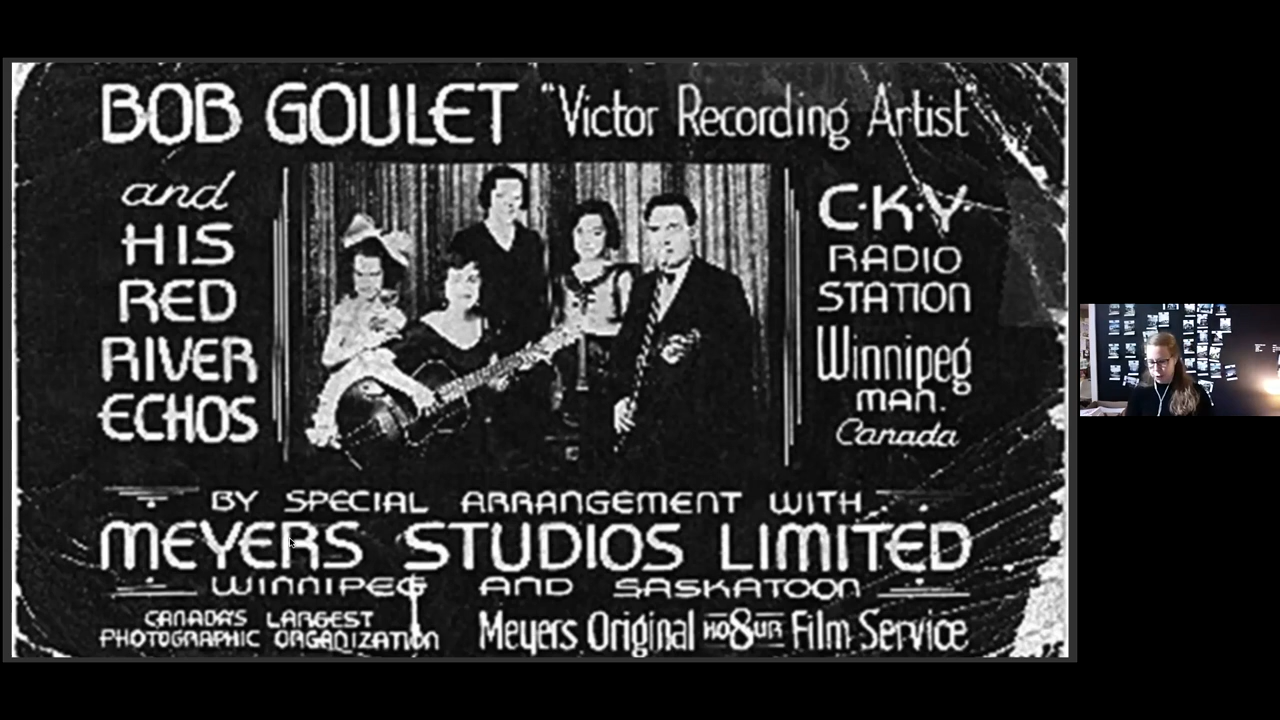 BOB GOULET "Victor Recording Artist"
and
HIS
RED
RIVER
ECHOS
C·K·Y·
RADIO
STATION
Winnipeg
MAN.
Canada
BY SPECIAL ARRANGEMENT WITH
MEYERS STUDIOS LIMITED
WINNIPEG AND SASKATOON
CANADA'S LARGEST
PHOTOGRAPHIC ORGANIZATION
Meyers Original HO8UR Film Service